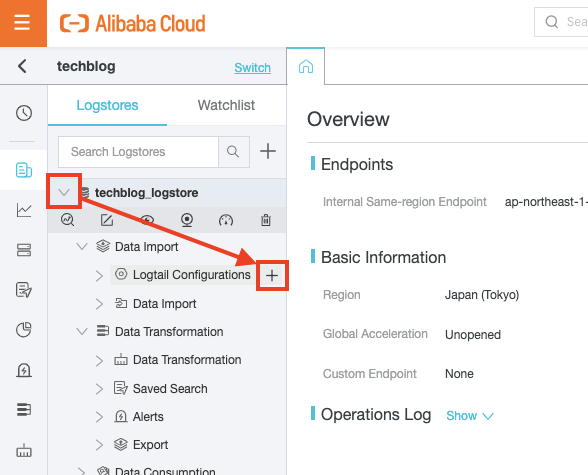 Alibaba Cloud
Sea
techblog
Switch
Logstores
Watchlist
Search Logstores
techblog_logstore
Data Import
Logtail Configurations
Data Import
Data Transformation
Data Transformation
Saved Search
Alerts
Export
Data Consumption
Overview
Endpoints
Internal Same-region Endpoint
ap-northeast-1-
Basic Information
Region
Japan (Tokyo)
Global Acceleration
Unopened
Custom Endpoint
None
Operations Log
Show